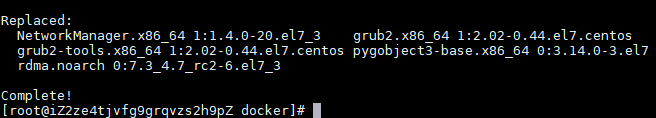 Replaced:
NetworkManager.x86_64 1:1.4.0-20.el7_3 grub2.x86_64 1:2.02-0.44.el7.centos
grub2-tools.x86_64 1:2.02-0.44.el7.centos pygobject3-base.x86_64 0:3.14.0-3.el7
rdma.noarch 0:7.3_4.7_rc2-6.el7_3
Complete!
[root@iZ2ze4tjvfg9grqvzs2h9pZ docker]#